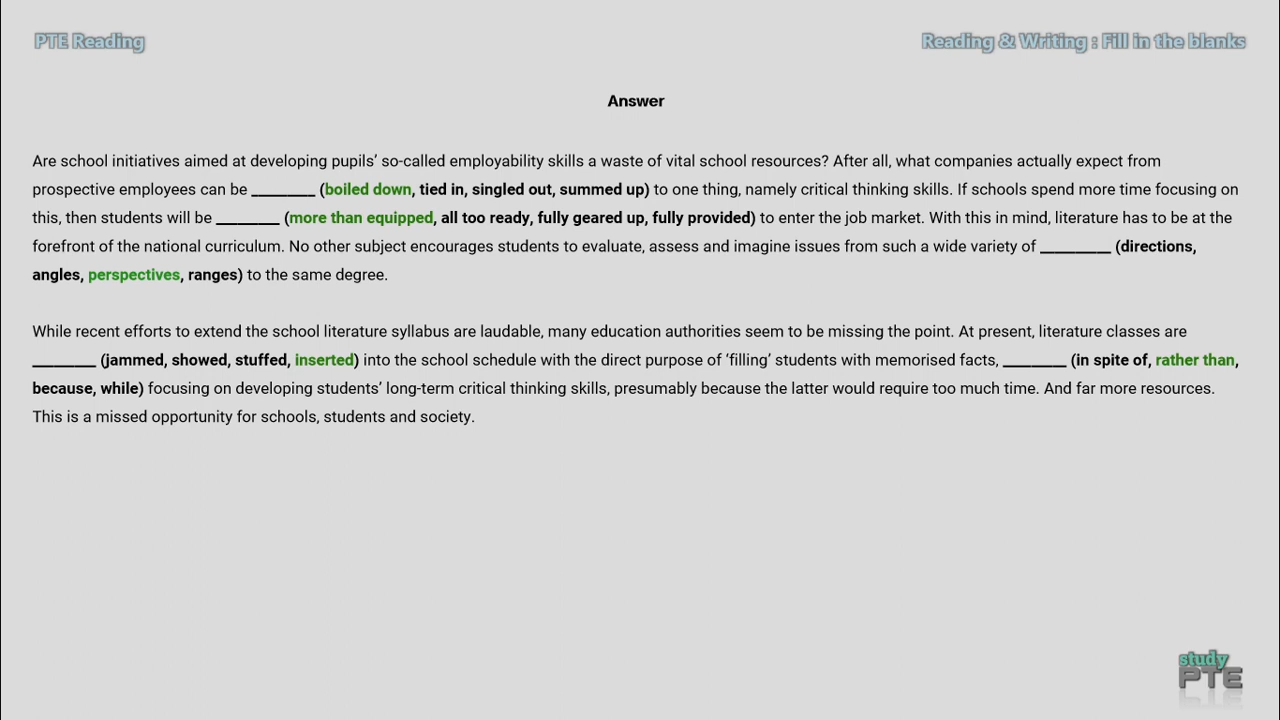 PTE Reading
Reading & Writing : Fill in the blanks
Answer
Are school initiatives aimed at developing pupils’ so-called employability skills a waste of vital school resources? After all, what companies actually expect from
prospective employees can be ________ (boiled down, tied in, singled out, summed up) to one thing, namely critical thinking skills. If schools spend more time focusing on
this, then students will be ________ (more than equipped, all too ready, fully geared up, fully provided) to enter the job market. With this in mind, literature has to be at the
forefront of the national curriculum. No other subject encourages students to evaluate, assess and imagine issues from such a wide variety of _________ (directions,
angles, perspectives, ranges) to the same degree.
While recent efforts to extend the school literature syllabus are laudable, many education authorities seem to be missing the point. At present, literature classes are
________ (jammed, showed, stuffed, inserted) into the school schedule with the direct purpose of ‘filling’ students with memorised facts, ________ (in spite of, rather than,
because, while) focusing on developing students’ long-term critical thinking skills, presumably because the latter would require too much time. And far more resources.
This is a missed opportunity for schools, students and society.
study
PTE